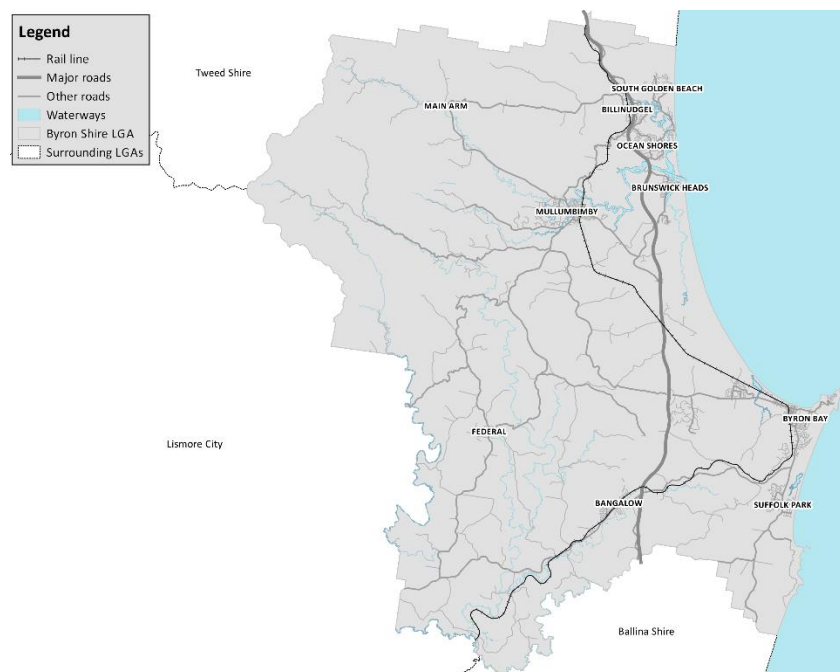 Legend
Rail line
Major roads
Other roads
Waterways
Byron Shire LGA
Surrounding LGAs
Tweed Shire
SOUTH GOLDEN BEACH
MAIN ARM
BILLINUDGEL
OCEAN SHORES
BRUNSWICK HEADS
MULLUMBIMBY
BYRON BAY
FEDERAL
Lismore City
BANGALOW
SUFFOLK PARK
Ballina Shire